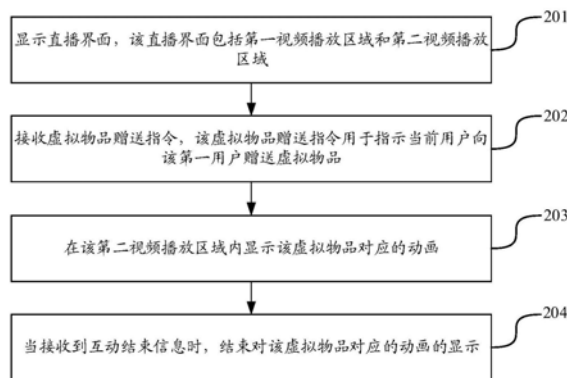 显示直播界面，该直播界面包括第一视频播放区域和第二视频播放
区域
201
接收虚拟物品赠送指令，该虚拟物品赠送指令用于指示当前用户向
该第一用户赠送虚拟物品
202
在该第二视频播放区域内显示该虚拟物品对应的动画
203
当接收到互动结束信息时，结束对该虚拟物品对应的动画的显示
204